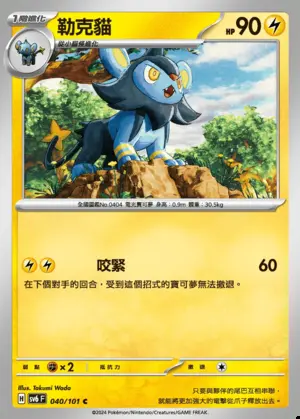 1階進化
勒克貓
HP 90
從小貓怪進化
全國圖鑑No.0404 電光寶可夢 身高：0.9m 體重：30.5kg
咬緊 60
在下個對手的回合，受到這個招式的寶可夢無法撤退。
弱點 ×2 抵抗力 撤退
Illus. Takumi Wada
H SV6 F 040/101 C
會與夥伴的尾巴互相串聯，
就能將更加強大的電擊從爪子釋放出去。
©2024 Pokémon/Nintendo/Creatures/GAME FREAK.